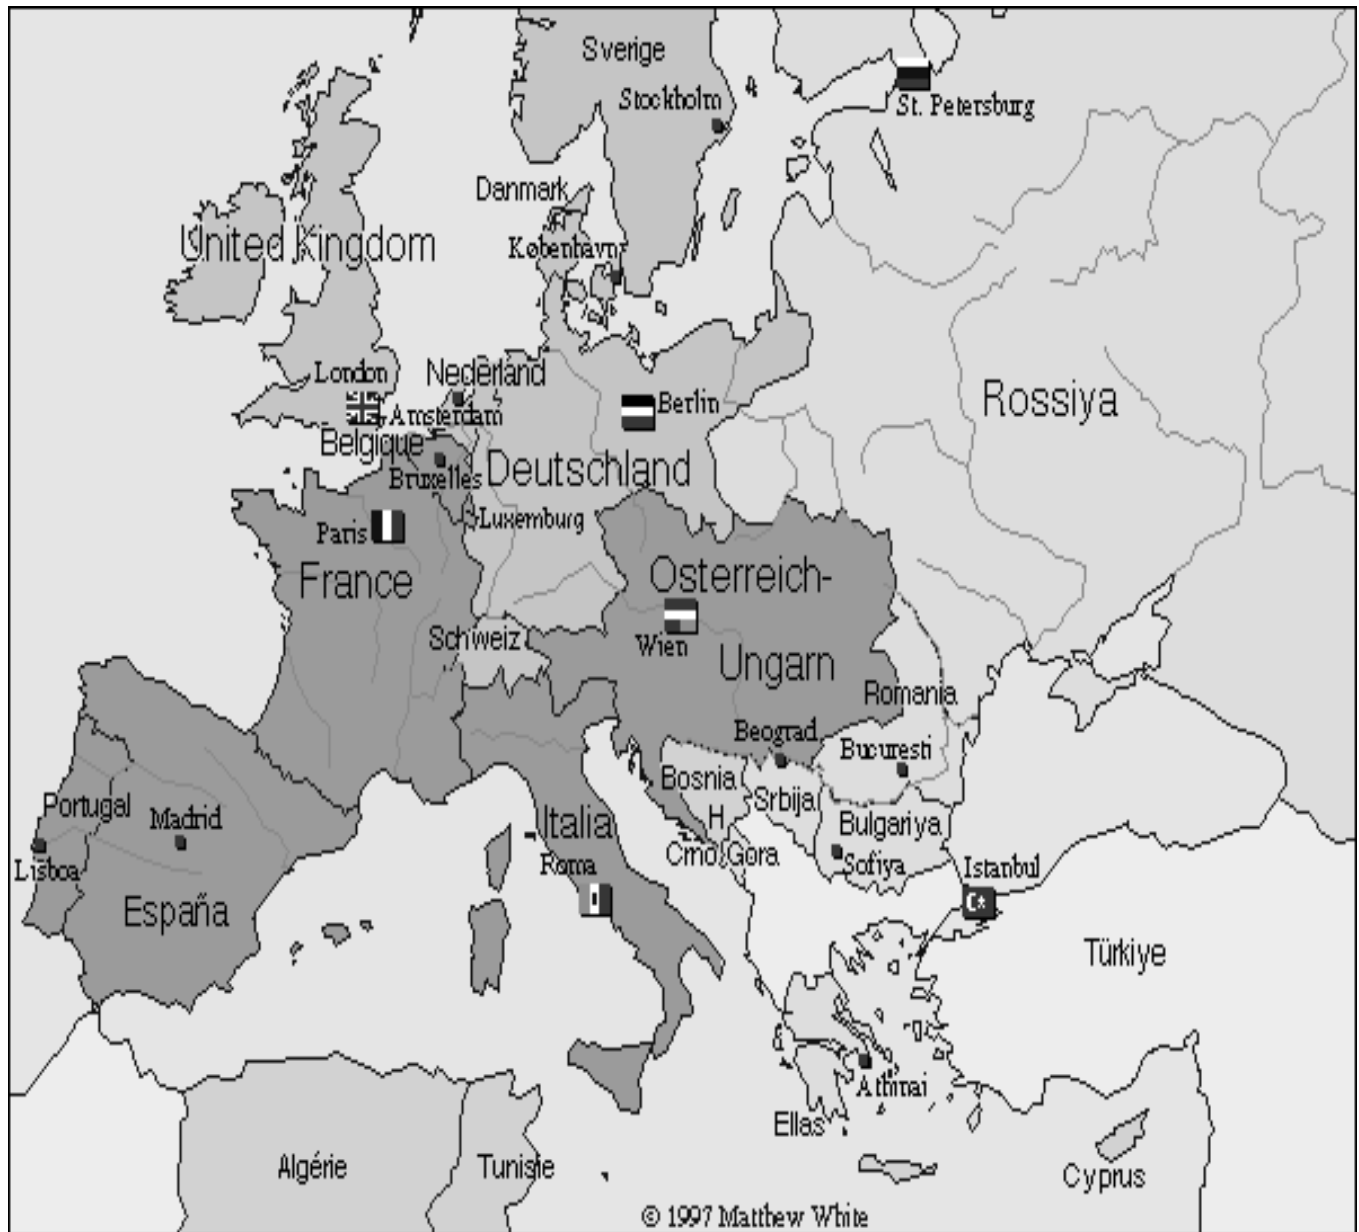 Sverige
Stockholm
St. Petersburg
Danmark
United Kingdom
København
London
Nederland
Rossiya
Amsterdam
Berlin
Belgique
Bruxelles
Deutschland
Luxemburg
Paris
France
Osterreich-
Schweiz
Wien
Ungarn
Romania
Beograd
Bucuresti
Bosnia
H
Srbija
Portugal
Madrid
Italia
Bulgariya
Crno Gora
Lisboa
Roma
Sofiya
Istanbul
España
Türkiye
Athinai
Ellas
Algérie
Tunisie
Cyprus
© 1997 Matthew White